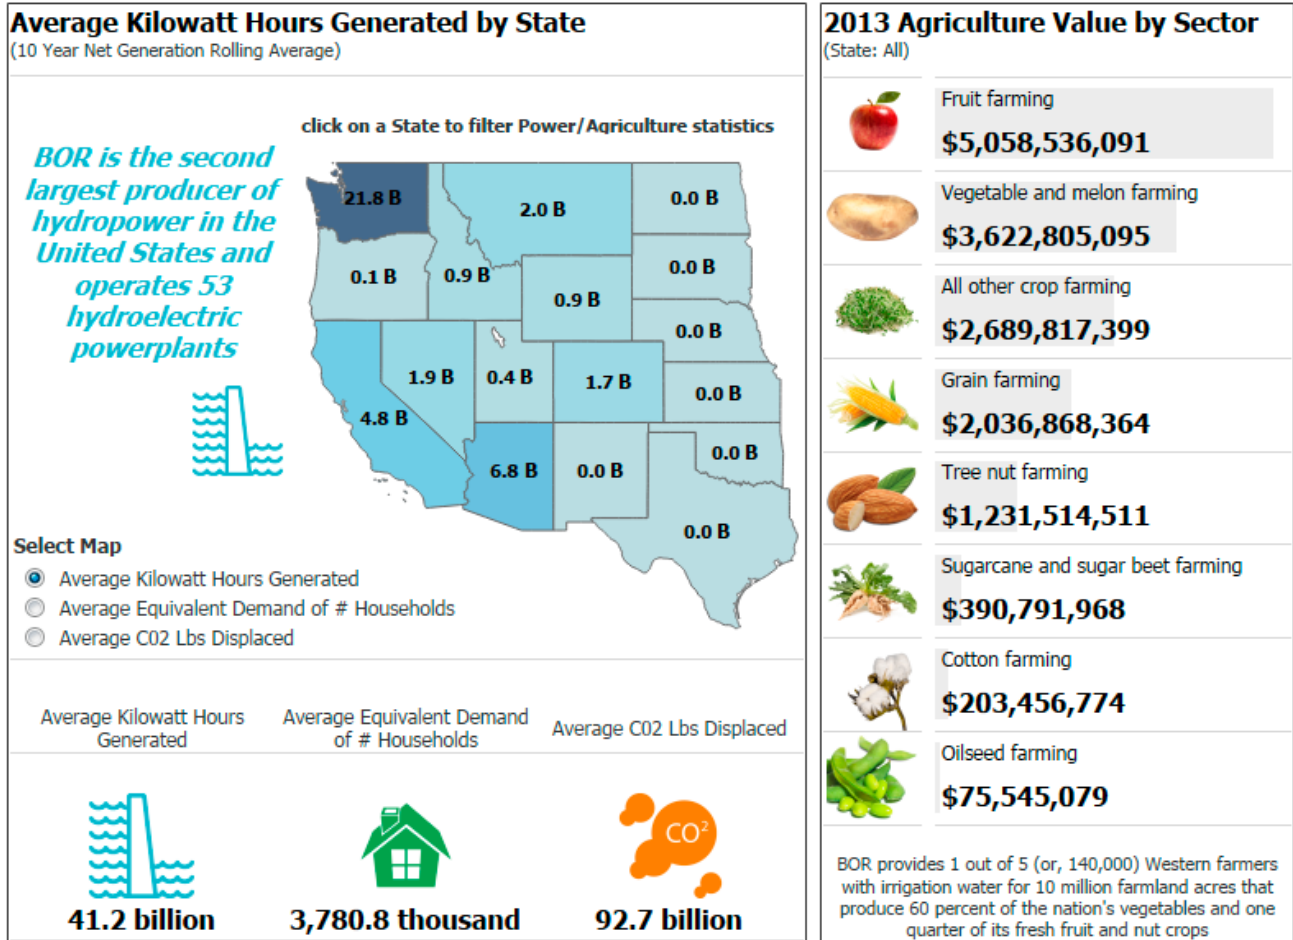 Average Kilowatt Hours Generated by State
(10 Year Net Generation Rolling Average)
click on a State to filter Power/Agriculture statistics
BOR is the second
largest producer of
hydropower in the
United States and
operates 53
hydroelectric
powerplants
21.8 B
2.0 B
0.0 B
0.1 B
0.9 B
0.9 B
0.0 B
0.0 B
4.8 B
1.9 B
0.4 B
1.7 B
0.0 B
6.8 B
0.0 B
0.0 B
0.0 B
Select Map
Average Kilowatt Hours Generated
Average Equivalent Demand of # Households
Average C02 Lbs Displaced
Average Kilowatt Hours
Generated
41.2 billion
Average Equivalent Demand
of # Households
3,780.8 thousand
Average C02 Lbs Displaced
CO²
92.7 billion
2013 Agriculture Value by Sector
(State: All)
Fruit farming
$5,058,536,091
Vegetable and melon farming
$3,622,805,095
All other crop farming
$2,689,817,399
Grain farming
$2,036,868,364
Tree nut farming
$1,231,514,511
Sugarcane and sugar beet farming
$390,791,968
Cotton farming
$203,456,774
Oilseed farming
$75,545,079
BOR provides 1 out of 5 (or, 140,000) Western farmers
with irrigation water for 10 million farmland acres that
produce 60 percent of the nation's vegetables and one
quarter of its fresh fruit and nut crops